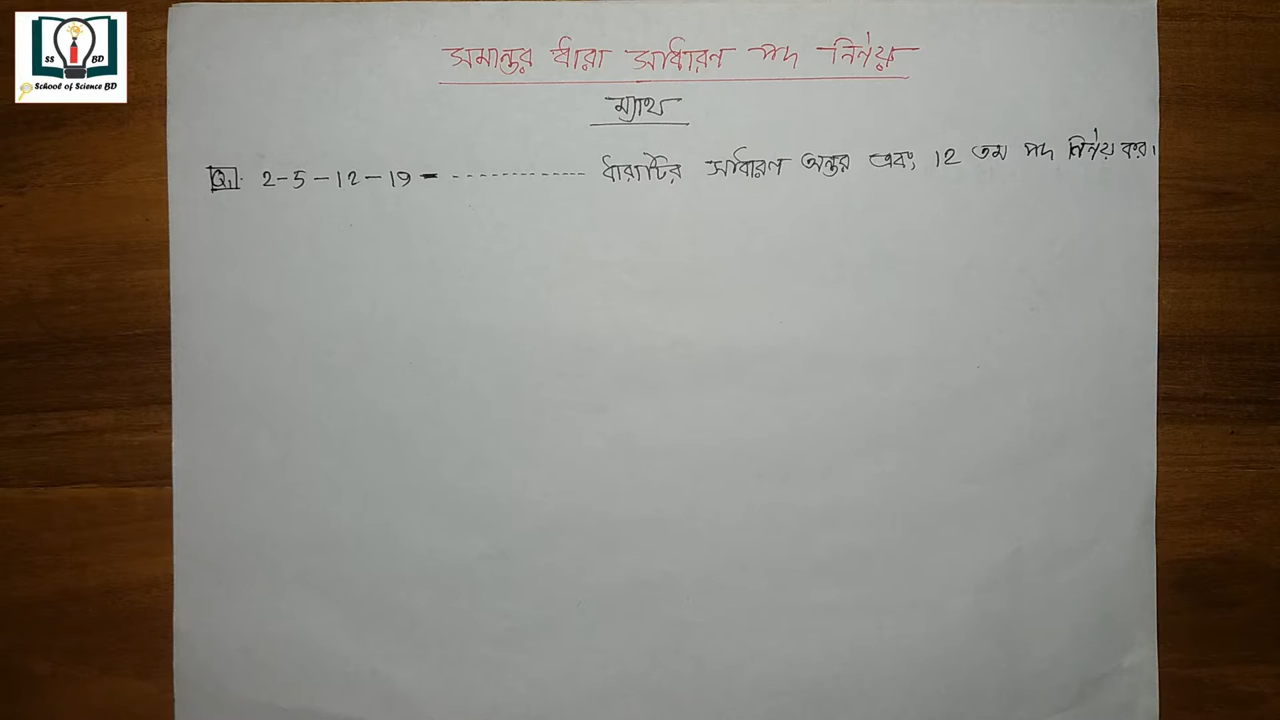 SS BD
School of Science BD
সমান্তর ধারা সাধারণ পদ নির্ণয়
ম্যাথ
Q1. 2-5-12-19- ------------ ধারাটির সাধারণ অন্তর এবং 12 তম পদ নির্ণয় কর।